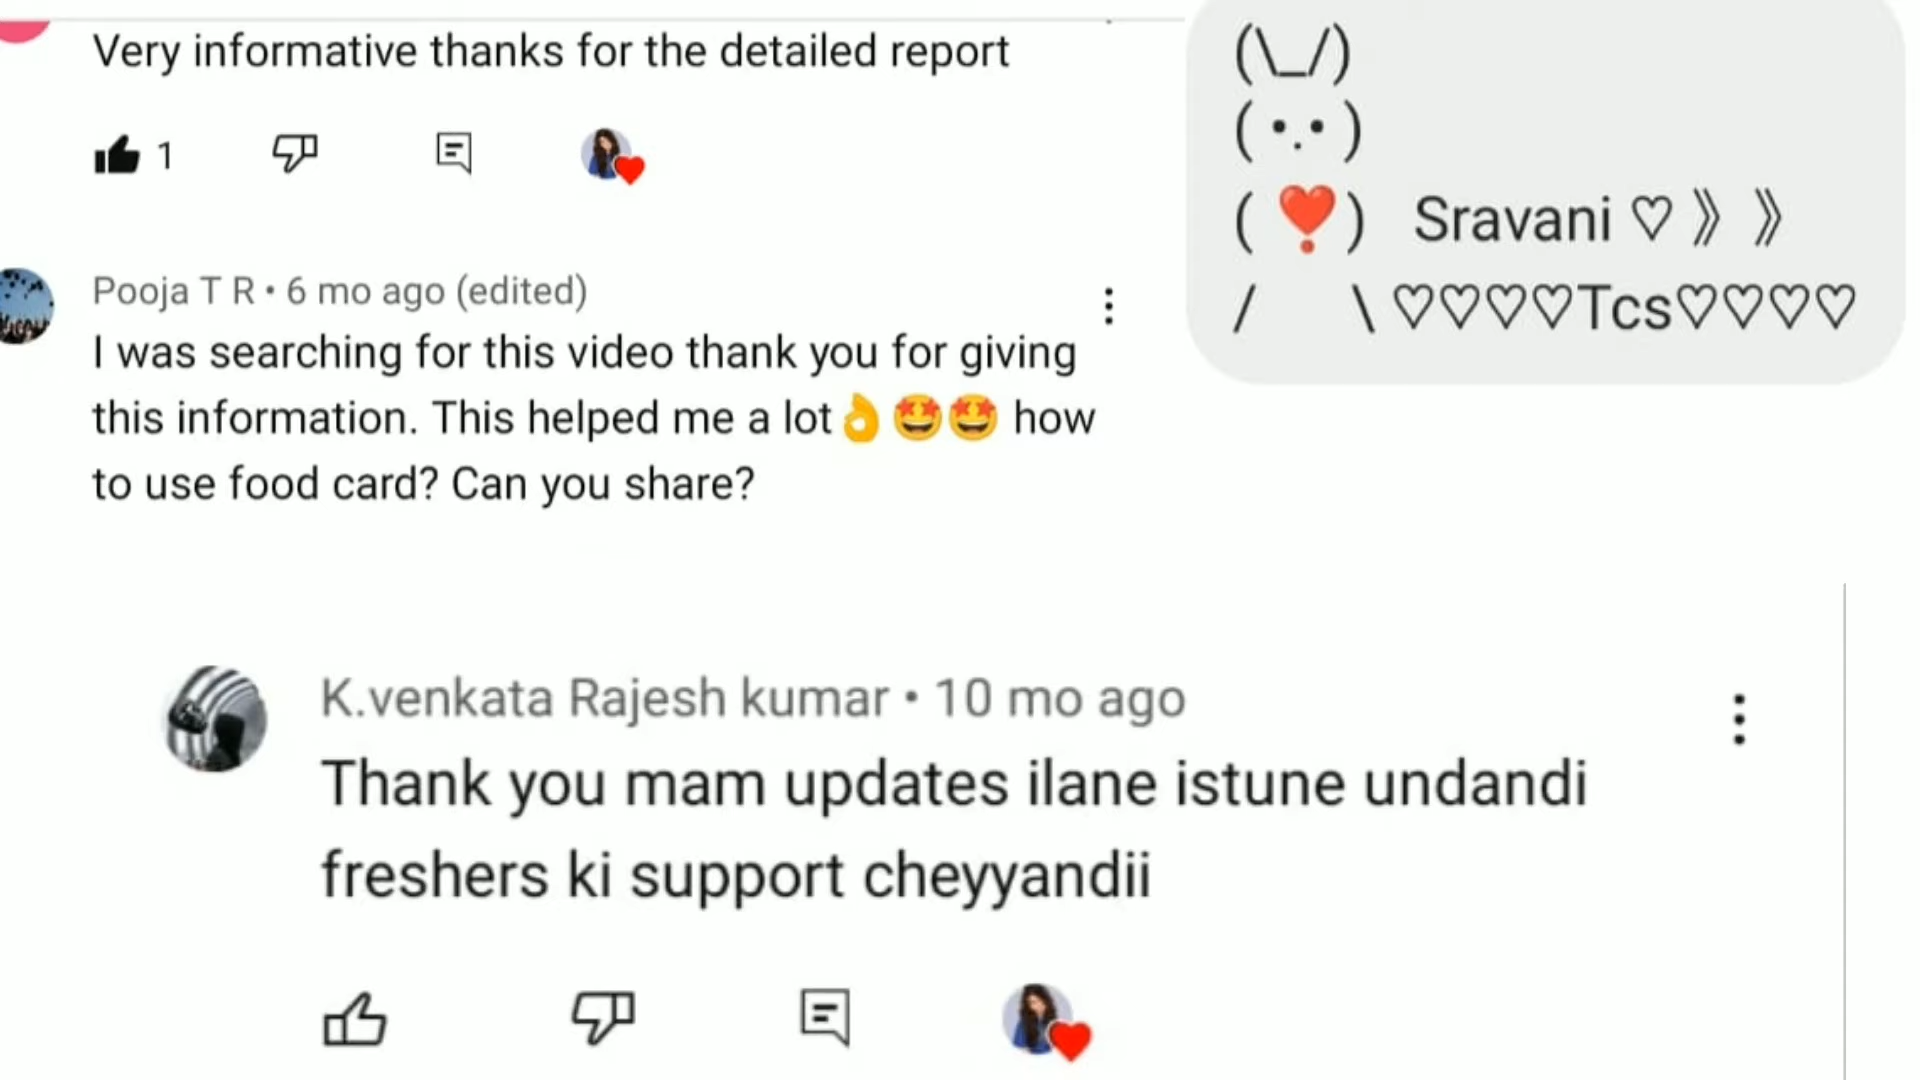 Very informative thanks for the detailed report
1
Pooja T R • 6 mo ago (edited)
I was searching for this video thank you for giving
this information. This helped me a lot👌🤩🤩 how
to use food card? Can you share?
(\_/)
( •.• )
( ❣️) Sravani ♡》》
/ \ ♡♡♡♡Tcs♡♡♡♡
K.venkata Rajesh kumar • 10 mo ago
Thank you mam updates ilane istune undandi
freshers ki support cheyyandii